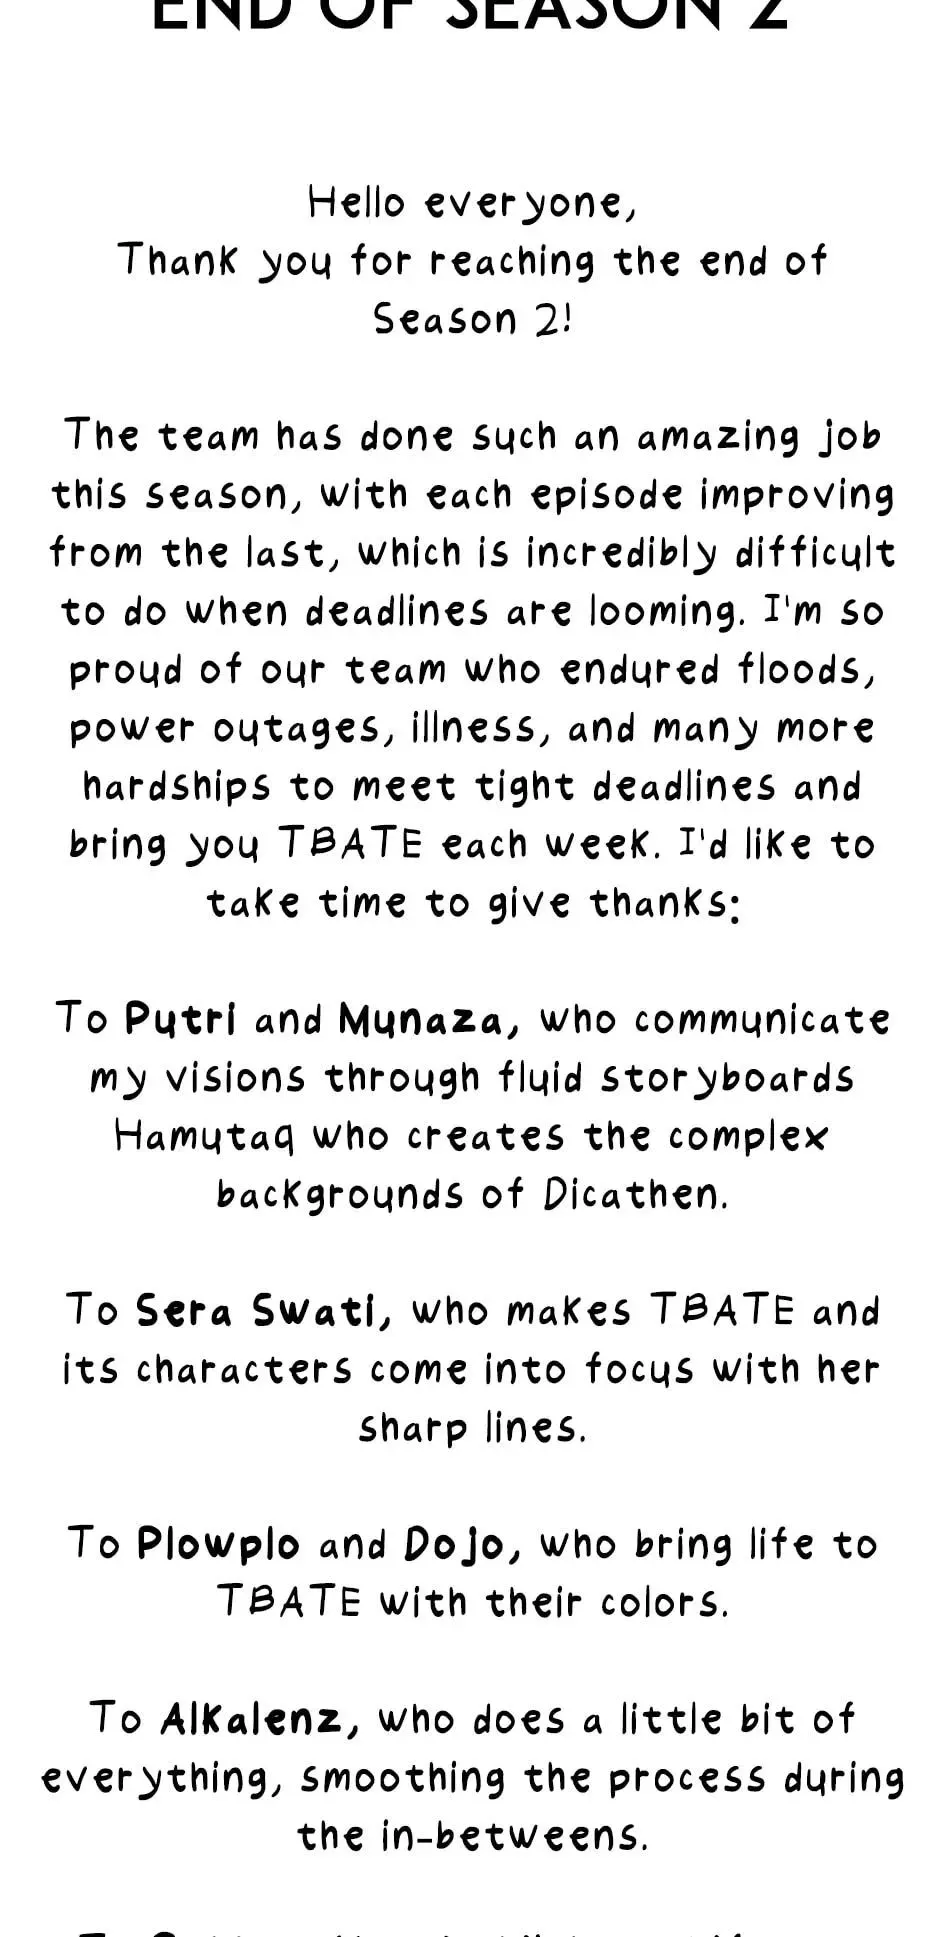 END OF SEASON 2
Hello everyone,
Thank you for reaching the end of
Season 2!
The team has done such an amazing job
this season, with each episode improving
from the last, which is incredibly difficult
to do when deadlines are looming. I'm so
proud of our team who endured floods,
power outages, illness, and many more
hardships to meet tight deadlines and
bring you TBATE each week. I'd like to
take time to give thanks:
To Putri and Munaza, who communicate
my visions through fluid storyboards
Hamutaq who creates the complex
backgrounds of Dicathen.
To Sera Swati, who makes TBATE and
its characters come into focus with her
sharp lines.
To Plowplo and Dojo, who bring life to
TBATE with their colors.
To Alkalenz, who does a little bit of
everything, smoothing the process during
the in-betweens.